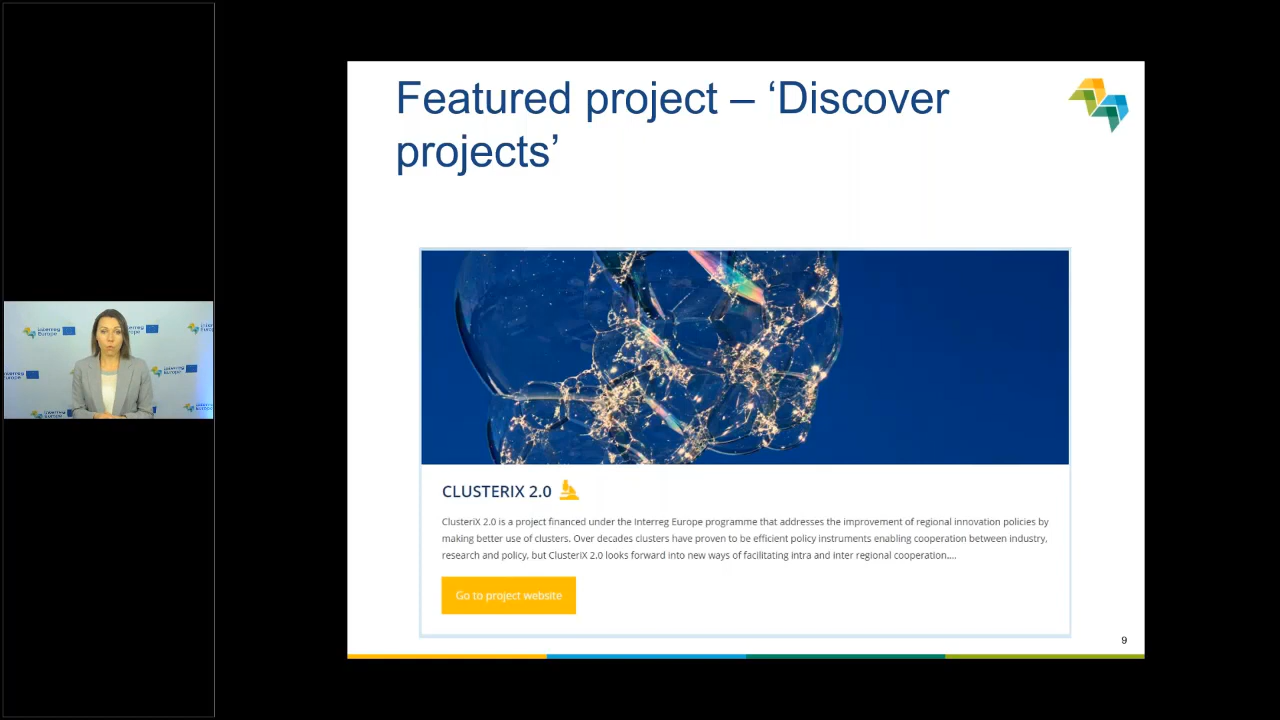 Featured project – ‘Discover
projects’
CLUSTERIX 2.0
ClusteriX 2.0 is a project financed under the Interreg Europe programme that addresses the improvement of regional innovation policies by
making better use of clusters. Over decades clusters have proven to be efficient policy instruments enabling cooperation between industry,
research and policy, but ClusteriX 2.0 looks forward into new ways of facilitating intra and inter regional cooperation....
Go to project website
9
Interreg
Europe